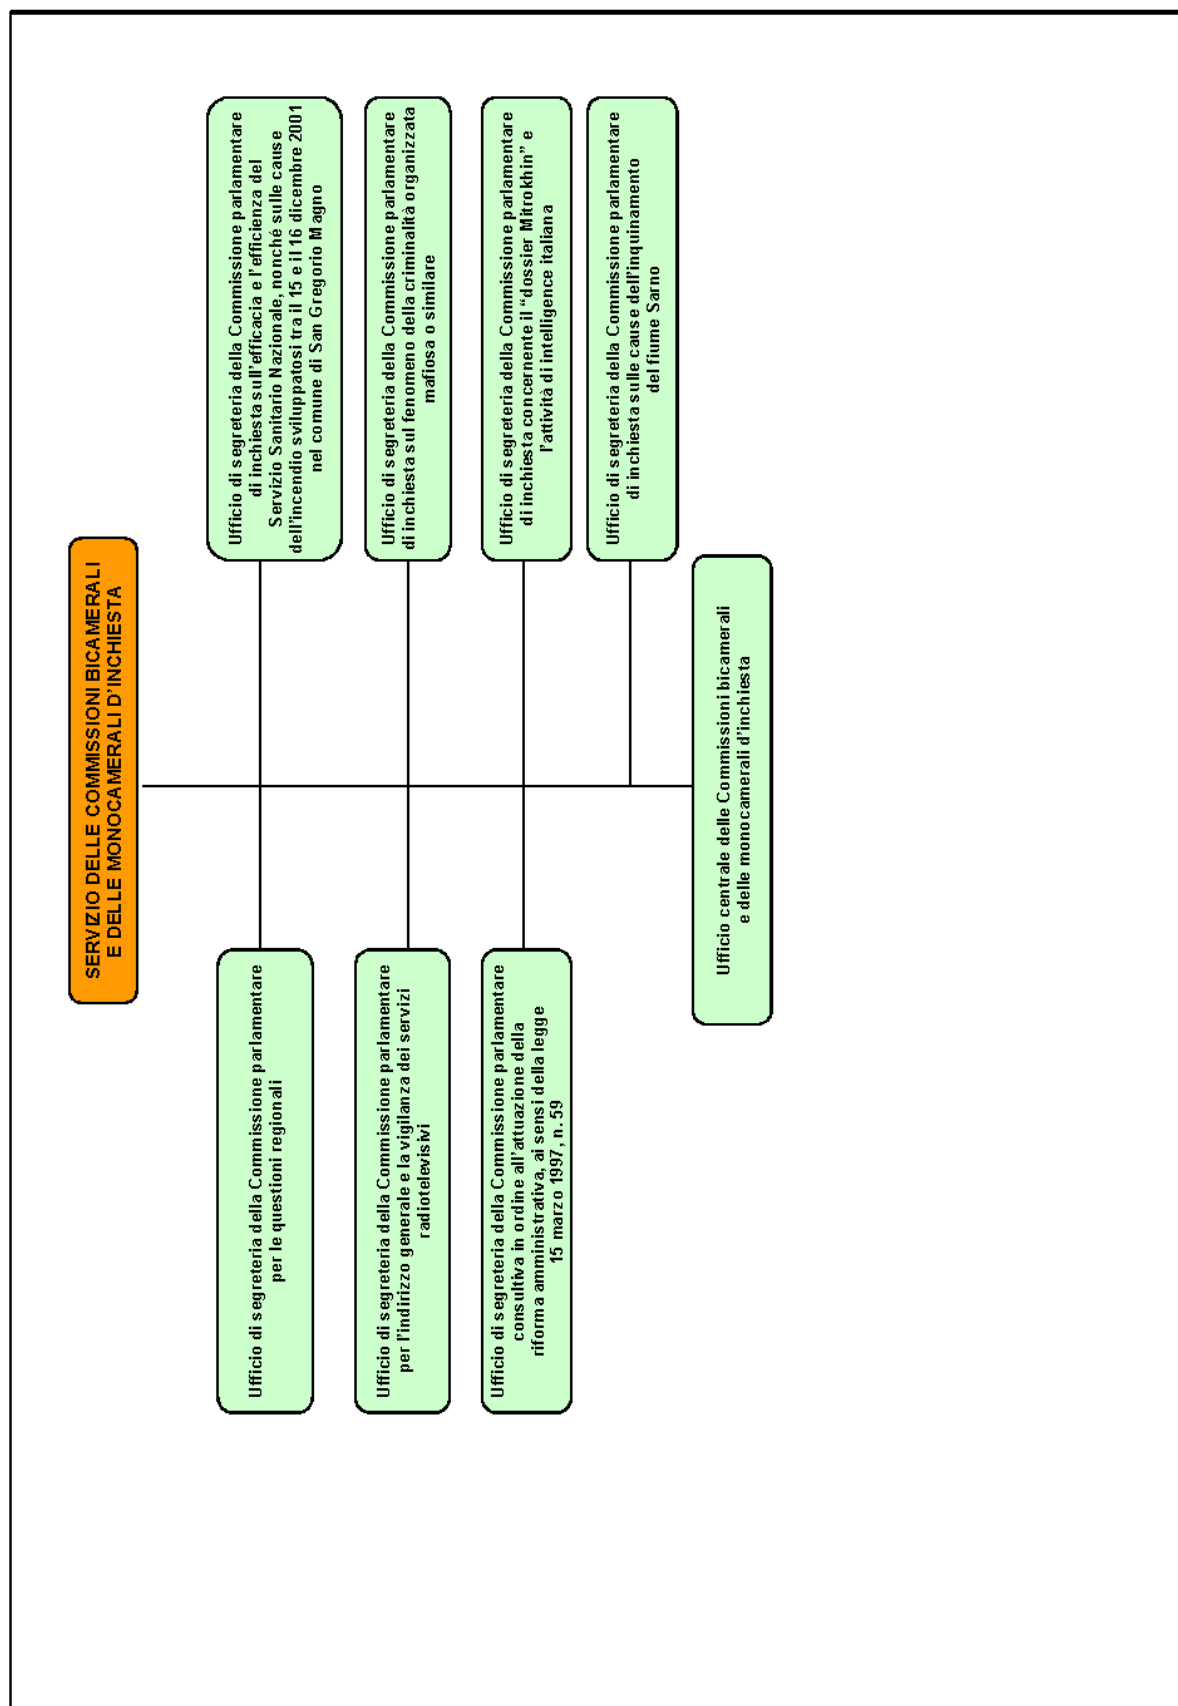 SERVIZIO DELLE COMMISSIONI BICAMERALI
E DELLE MONOCAMERALI D'INCHIESTA
Ufficio di segreteria della Commissione parlamentare
per le questioni regionali
Ufficio di segreteria della Commissione parlamentare
di inchiesta sull'efficacia e l'efficienza del
Servizio Sanitario Nazionale, nonché sulle cause
dell'incendio sviluppatosi tra il 15 e il 16 dicembre 2001
nel comune di San Gregorio Magno
Ufficio di segreteria della Commissione parlamentare
per l'indirizzo generale e la vigilanza dei servizi
radiotelevisivi
Ufficio di segreteria della Commissione parlamentare
di inchiesta sul fenomeno della criminalità organizzata
mafiosa o similare
Ufficio di segreteria della Commissione parlamentare
consultiva in ordine all'attuazione della
riforma amministrativa, ai sensi della legge
15 marzo 1997, n. 59
Ufficio di segreteria della Commissione parlamentare
di inchiesta concernente il “dossier Mitrokhin” e
l'attività di intelligence italiana
Ufficio di segreteria della Commissione parlamentare
di inchiesta sulle cause dell'inquinamento
del fiume Sarno
Ufficio centrale delle Commissioni bicamerali
e delle monocamerali d'inchiesta